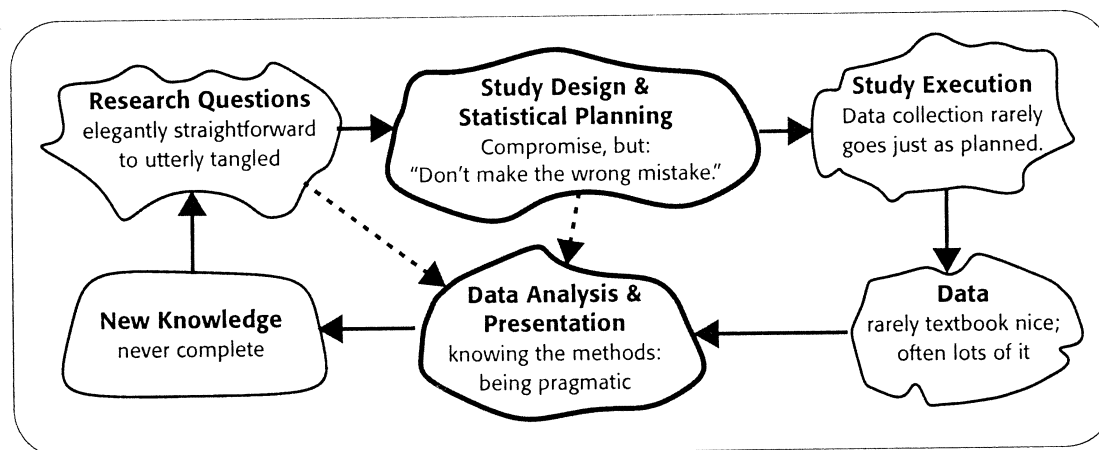 Research Questions
elegantly straightforward
to utterly tangled
Study Design &
Statistical Planning
Compromise, but:
“Don’t make the wrong mistake.”
Study Execution
Data collection rarely
goes just as planned.
New Knowledge
never complete
Data Analysis &
Presentation
knowing the methods:
being pragmatic
Data
rarely textbook nice;
often lots of it